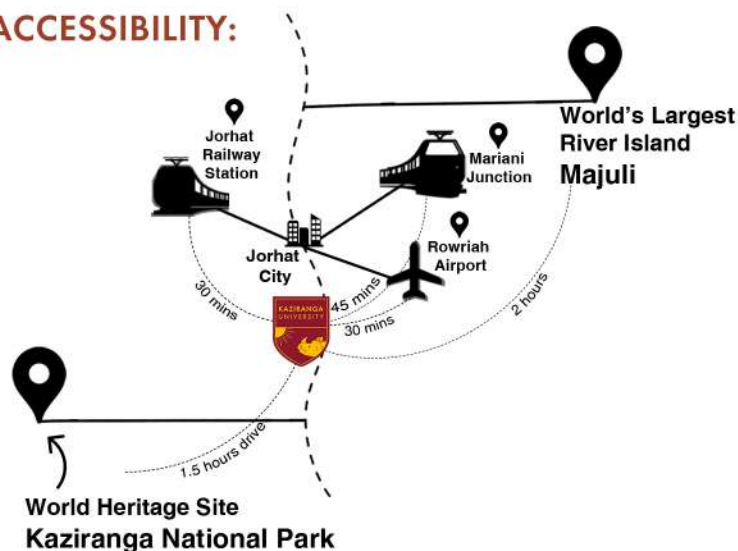 ACCESSIBILITY:
World's Largest
River Island
Majuli
Jorhat
Railway
Station
Mariani
Junction
Jorhat
City
Rowriah
Airport
30 mins
45 mins
30 mins
2 hours
KAZIRANGA
UNIVERSITY
1.5 hours drive
World Heritage Site
Kaziranga National Park